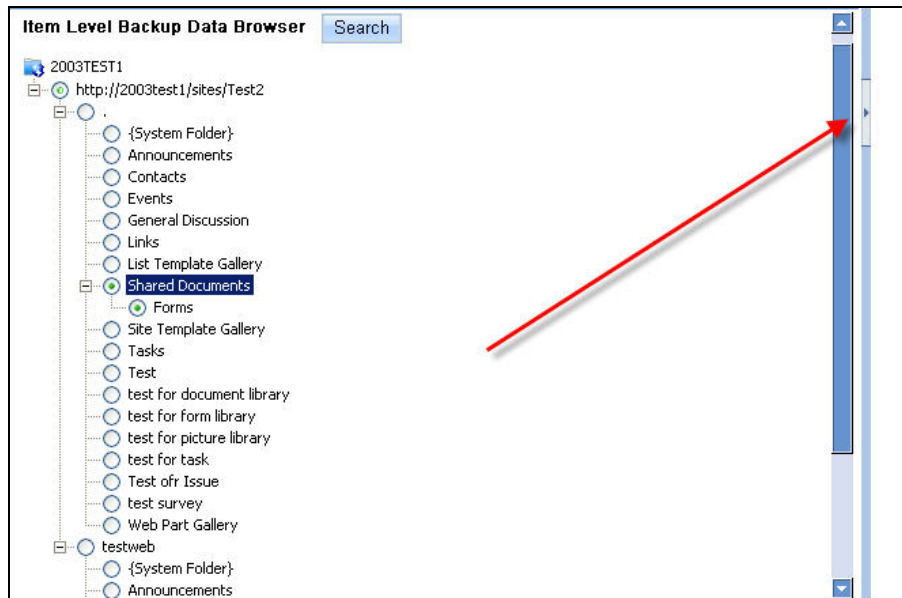 Item Level Backup Data Browser Search
2003TEST1
http://2003test1/sites/Test2
.
{System Folder}
Announcements
Contacts
Events
General Discussion
Links
List Template Gallery
Shared Documents
Forms
Site Template Gallery
Tasks
Test
test for document library
test for form library
test for picture library
test for task
Test ofr Issue
test survey
Web Part Gallery
testweb
{System Folder}
Announcements